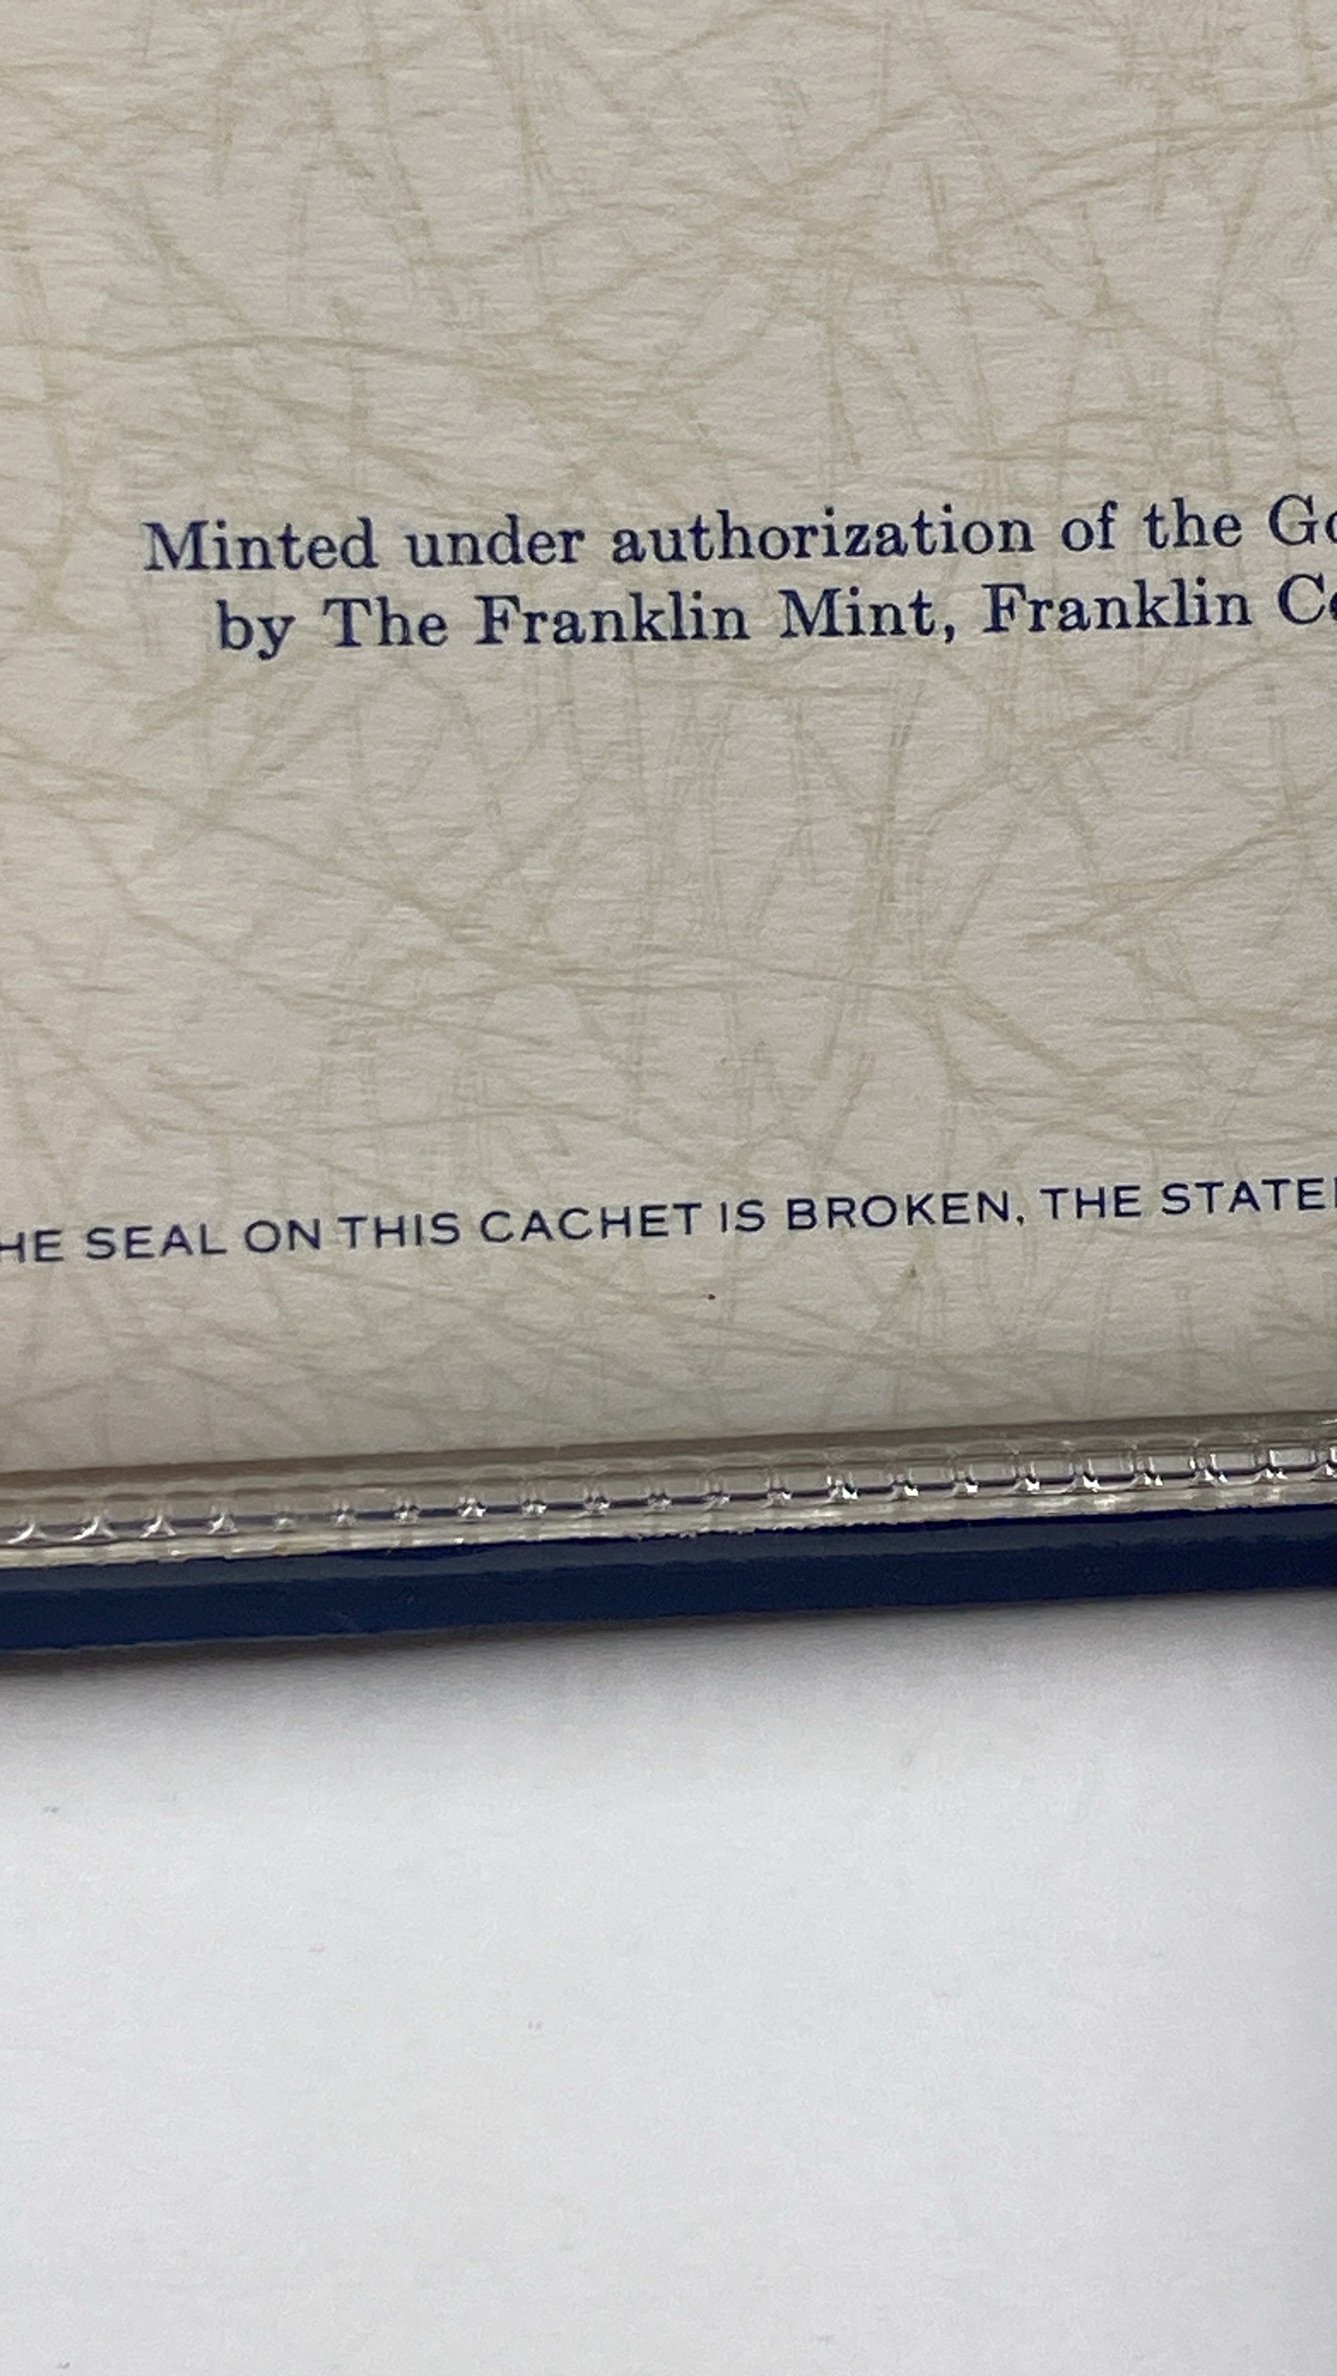 Minted under authorization of the
by The Franklin Mint, Franklin
SEAL ON THIS CACHET IS BROKEN, THE